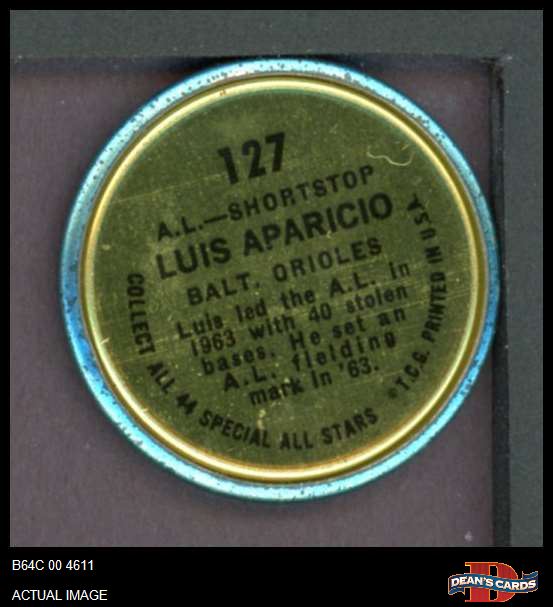 127
A.L.—SHORTSTOP
LUIS APARICIO
BALT. ORIOLES
Luis led the A.L. in
1963 with 40 stolen
bases. He set an
A.L. fielding
mark in '63.
COLLECT ALL 44 SPECIAL ALL STARS
©T.C.G. PRINTED IN USA
B64C 00 4611
ACTUAL IMAGE
D
DEAN'S CARDS